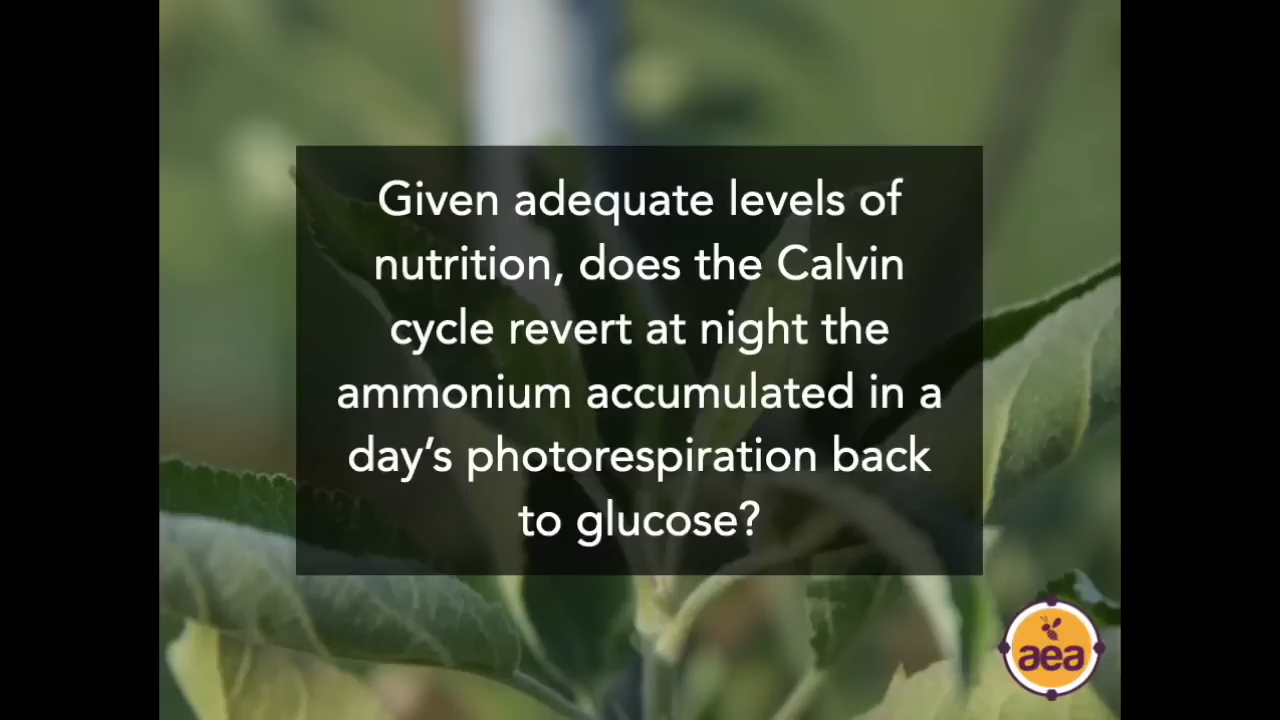 Given adequate levels of
nutrition, does the Calvin
cycle revert at night the
ammonium accumulated in a
day’s photorespiration back
to glucose?
aea